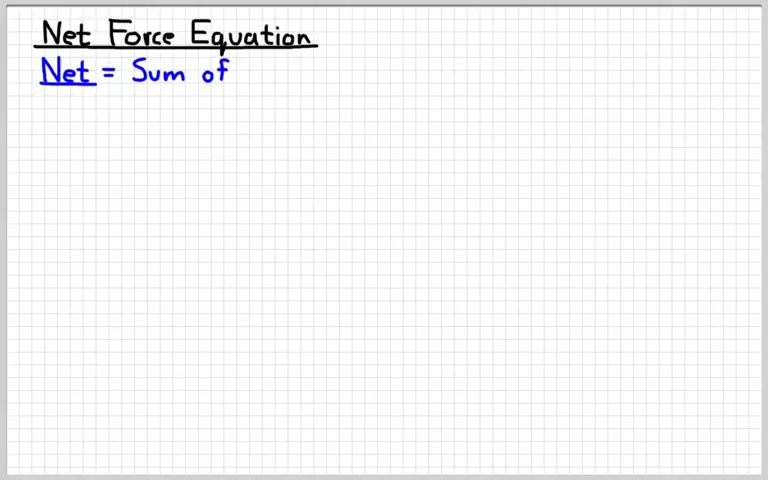 Net Force Equation
Net = Sum of